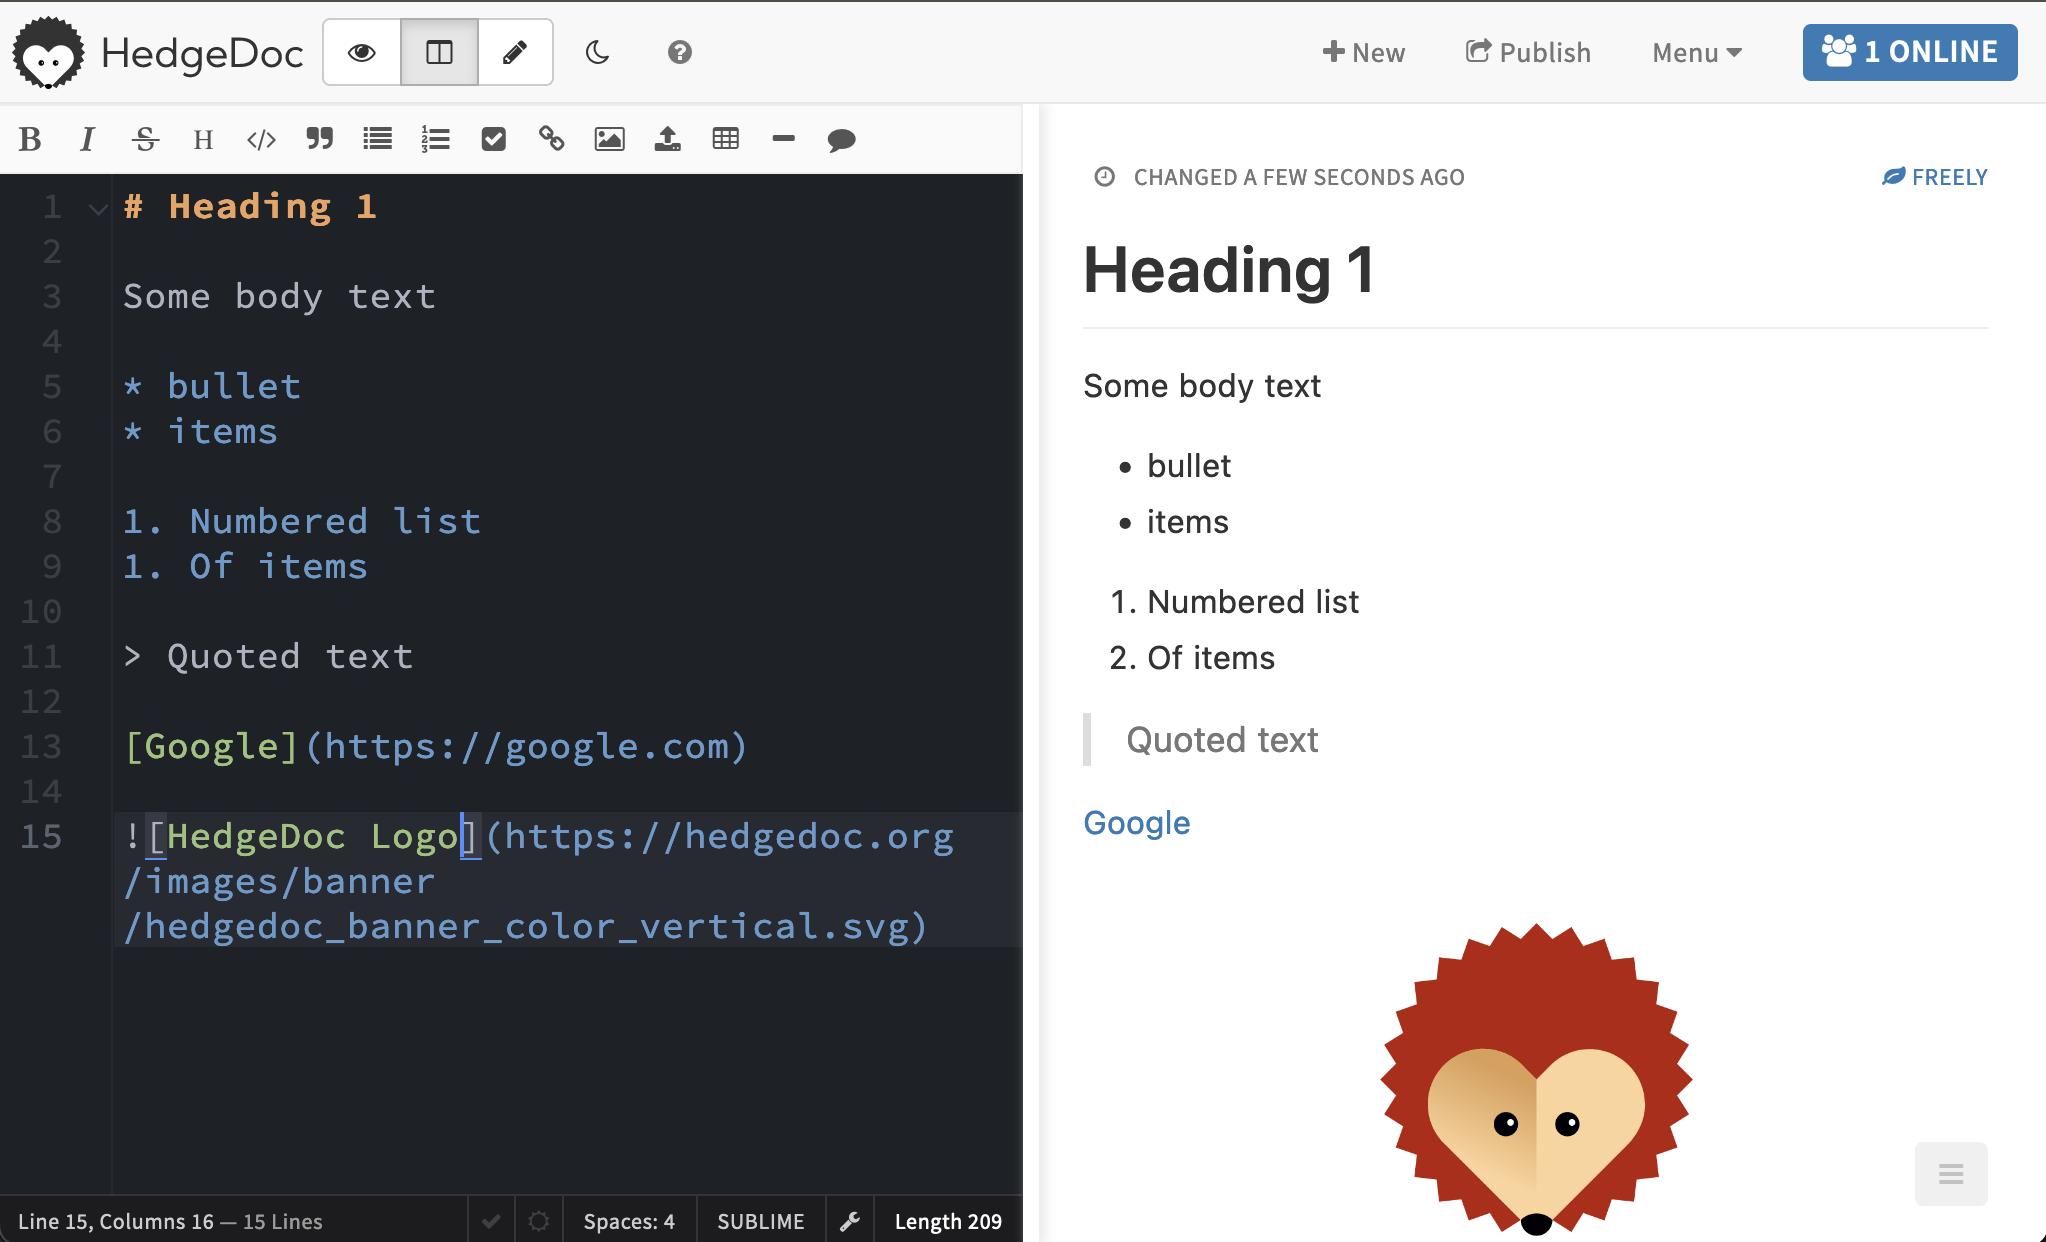 HedgeDoc
New
Publish
Menu
1 ONLINE
B I S H </>
1 # Heading 1
2
3 Some body text
4
5 * bullet
6 * items
7
8 1. Numbered list
9 1. Of items
10
11 > Quoted text
12
13 [Google](https://google.com)
14
15 ![HedgeDoc Logo](https://hedgedoc.org
/images/banner
/hedgedoc_banner_color_vertical.svg)
Line 15, Columns 16 — 15 Lines
Spaces: 4
SUBLIME
Length 209
CHANGED A FEW SECONDS AGO
FREELY
Heading 1
Some body text
• bullet
• items
1. Numbered list
2. Of items
Quoted text
Google